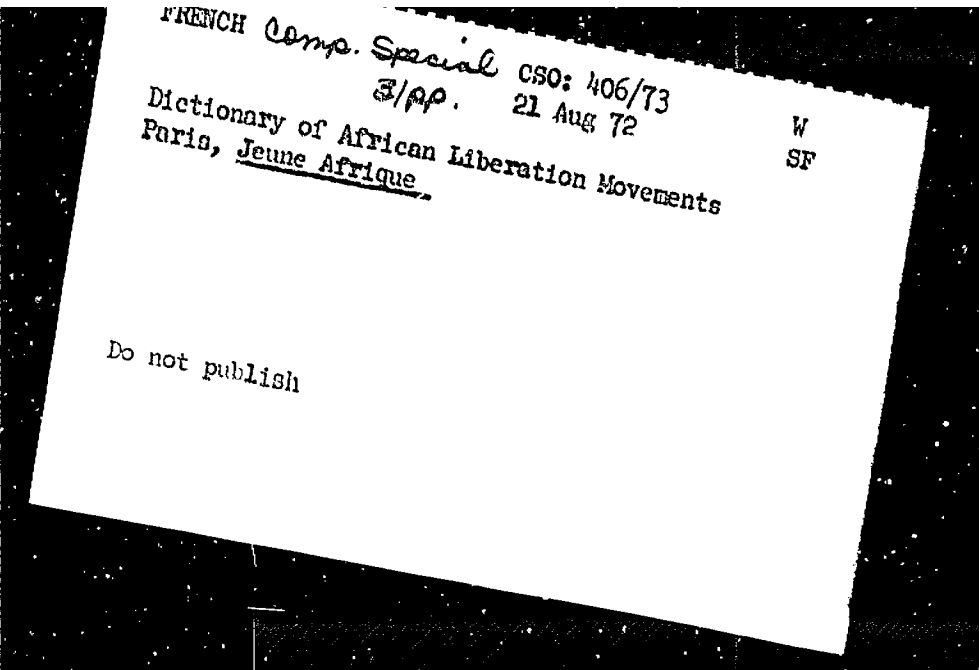 FRENCH Comp. Special CSO: 406/73 W
3/pp. 21 Aug 72 SF
Dictionary of African Liberation Movements
Paris, Jeune Afrique
Do not publish